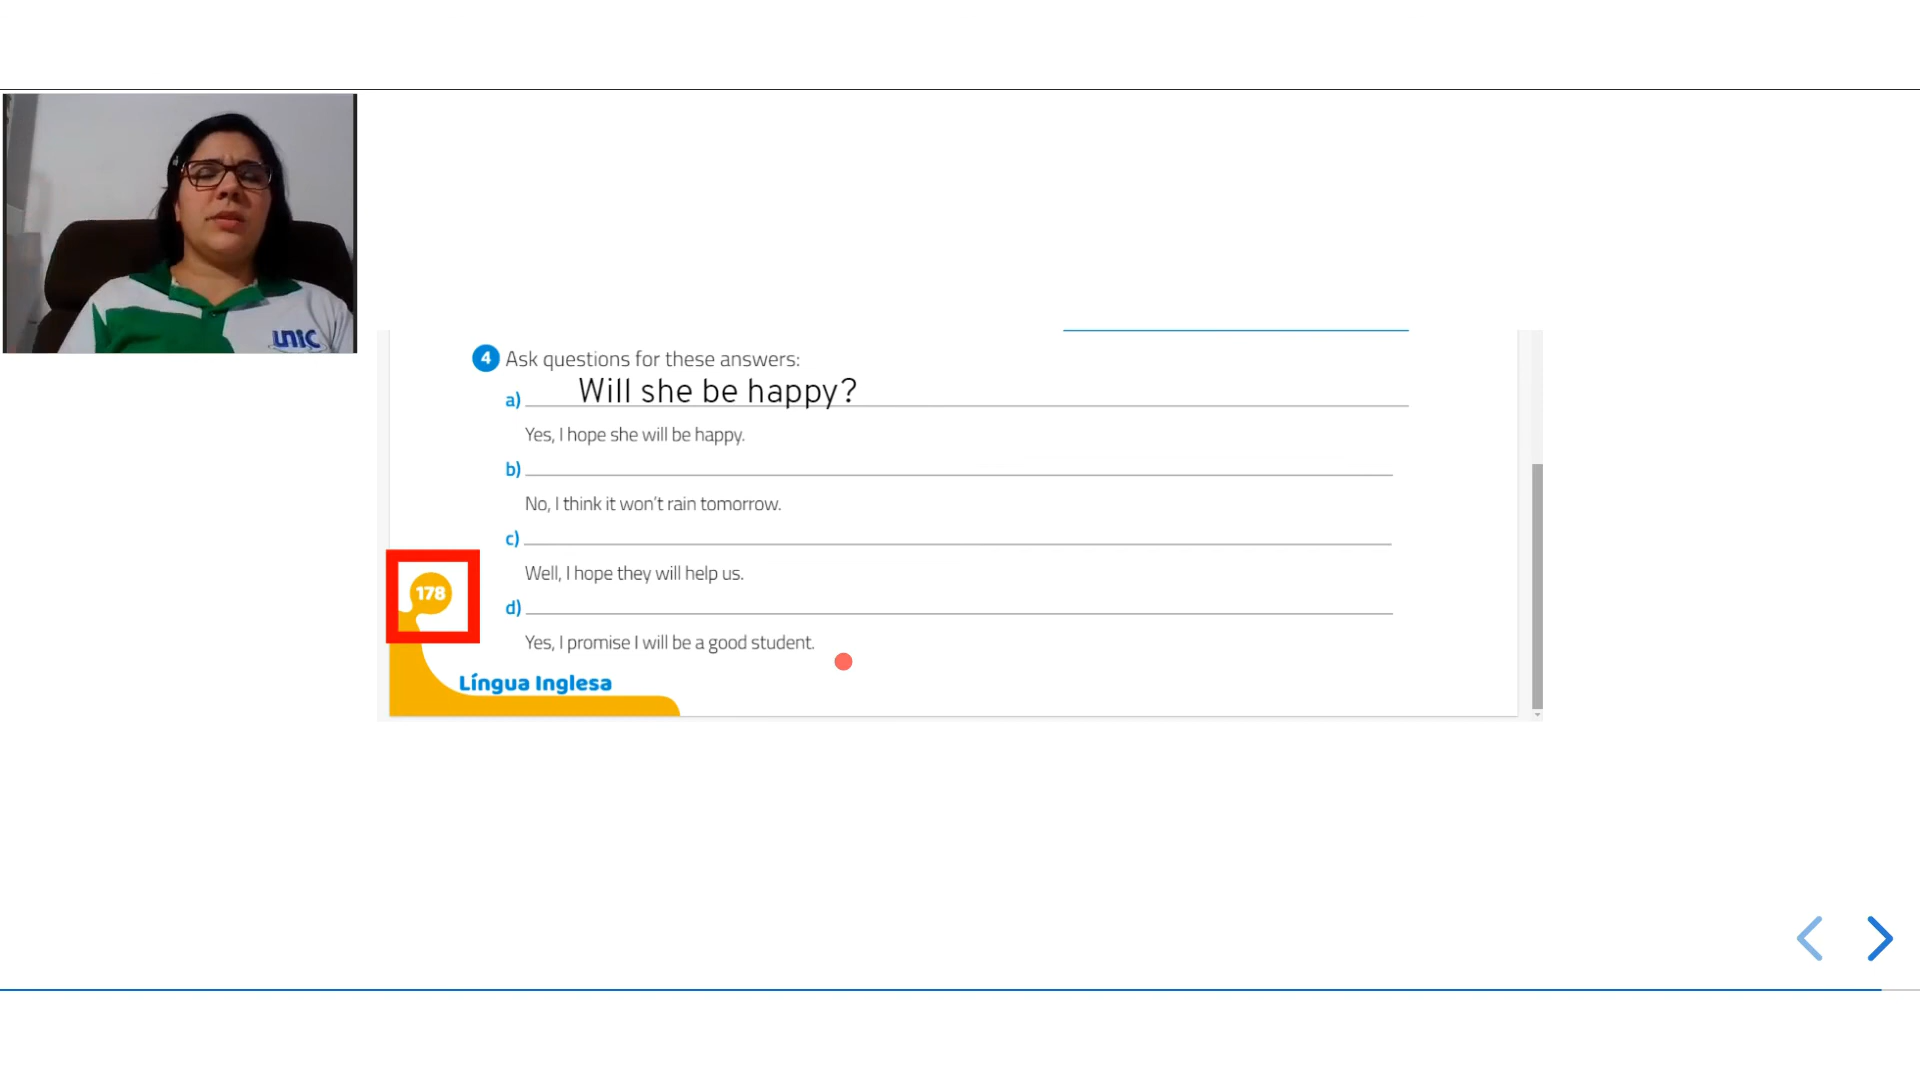 unic
4 Ask questions for these answers:
Will she be happy?
a)
Yes, I hope she will be happy.
b)
No, I think it won't rain tomorrow.
c)
Well, I hope they will help us.
178
d)
Yes, I promise I will be a good student.
Língua Inglesa